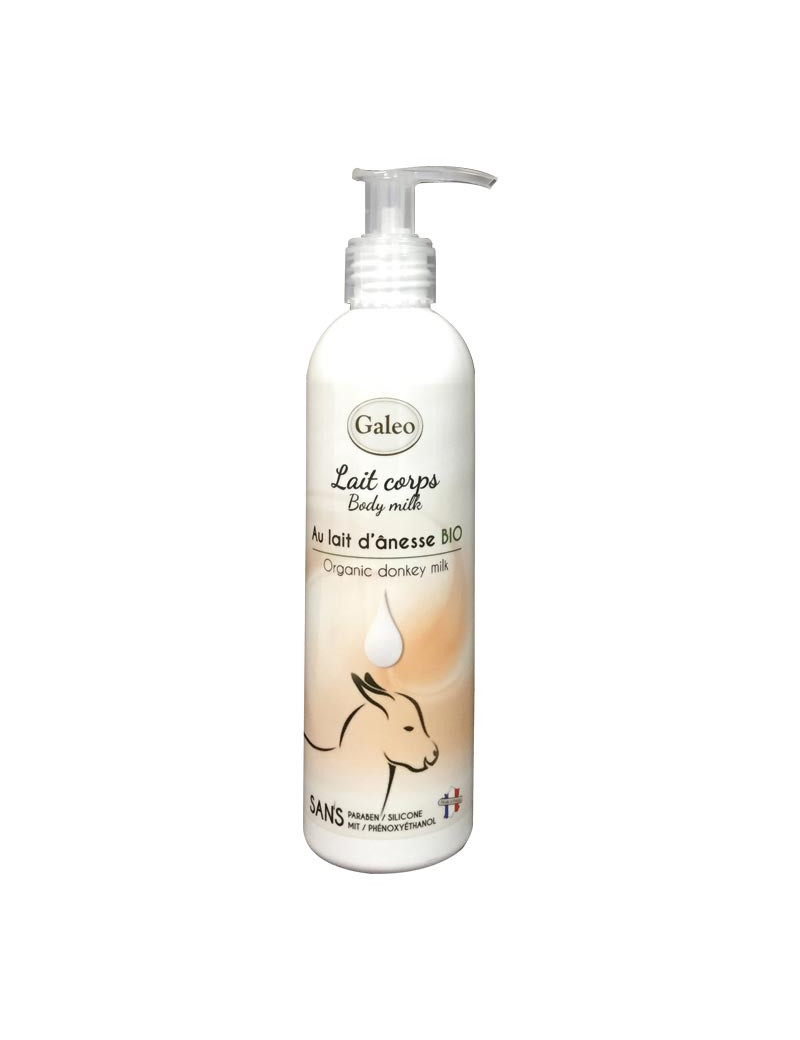 Galeo
Lait corps
Body milk
Au lait d'ânesse BIO
Organic donkey milk
SANS PARABEN / SILICONE
MIT / PHÉNOXYÉTHANOL